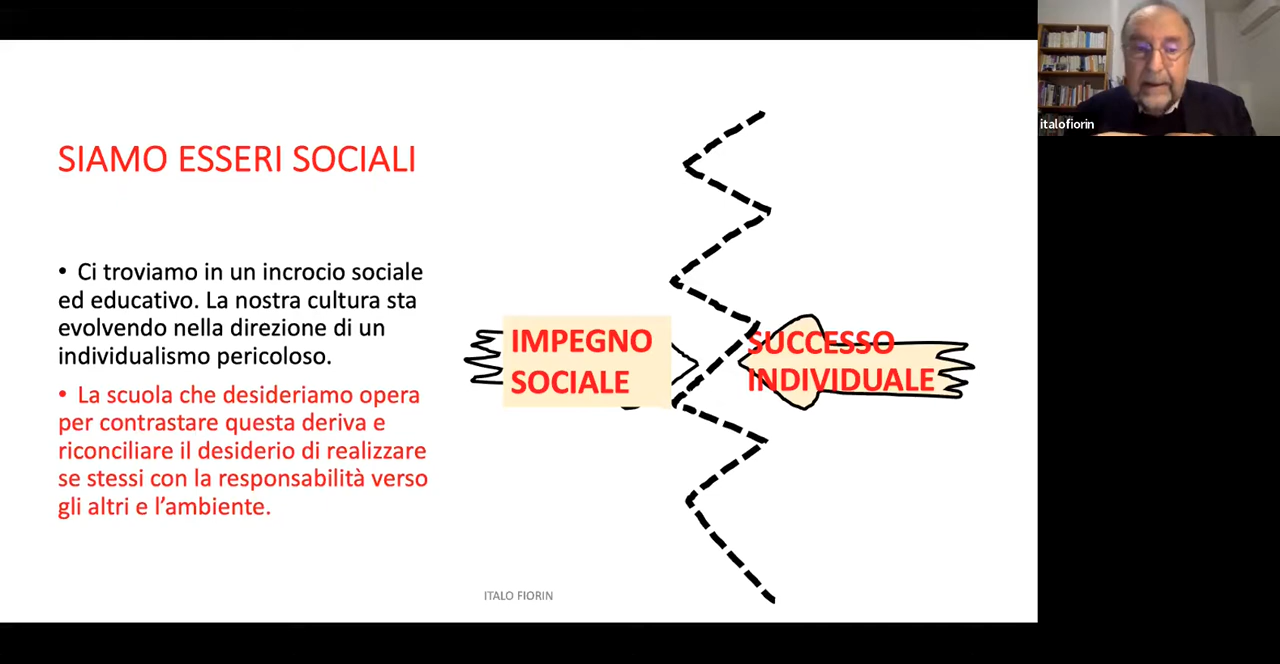 SIAMO ESSERI SOCIALI
• Ci troviamo in un incrocio sociale
ed educativo. La nostra cultura sta
evolvendo nella direzione di un
individualismo pericoloso.
• La scuola che desideriamo opera
per contrastare questa deriva e
riconciliare il desiderio di realizzare
se stessi con la responsabilità verso
gli altri e l’ambiente.
IMPEGNO
SOCIALE
SUCCESSO
INDIVIDUALE
ITALO FIORIN
italofiorin